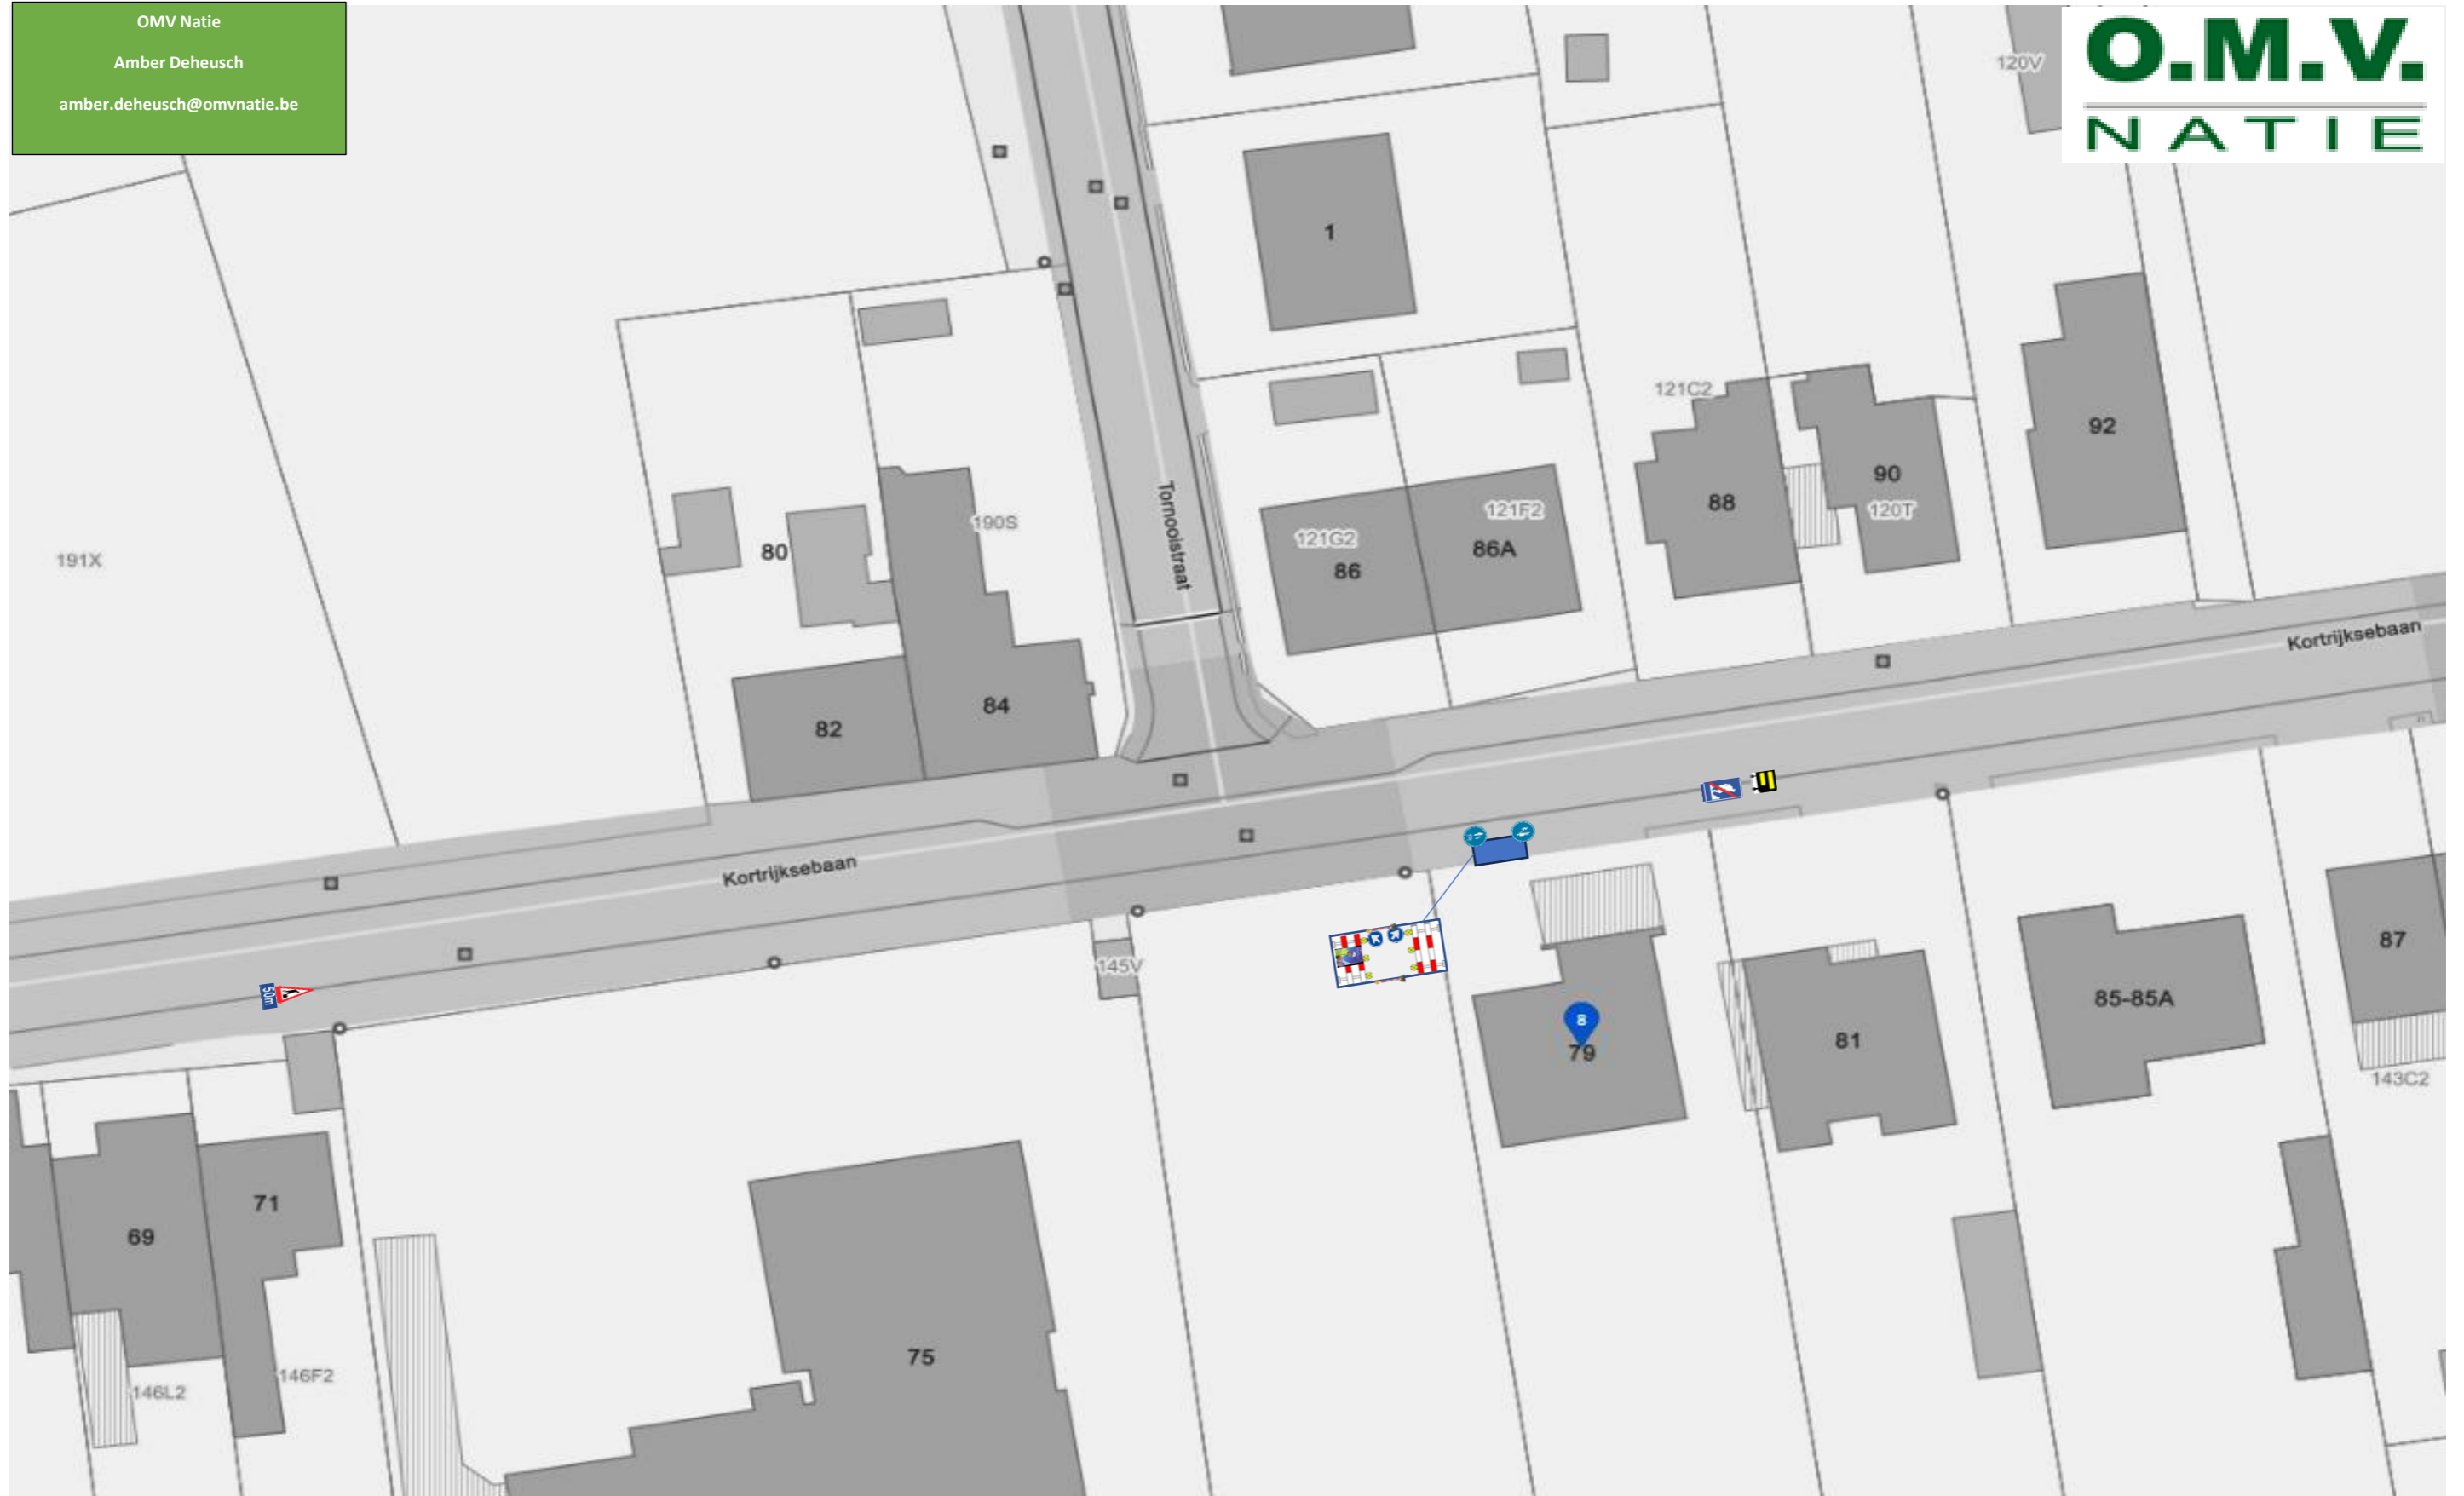 OMV Natie
Amber Deheusch
amber.deheusch@omvnatie.be
O.M.V.
NATIE
120V
1
121C2
92
90
88
120T
Tornooistraat
190S
121F2
121G2
86A
86
80
191X
Kortrijksebaan
84
82
Kortrijksebaan
50m
145V
87
85-85A
8
79
81
143C2
71
69
75
146F2
146L2